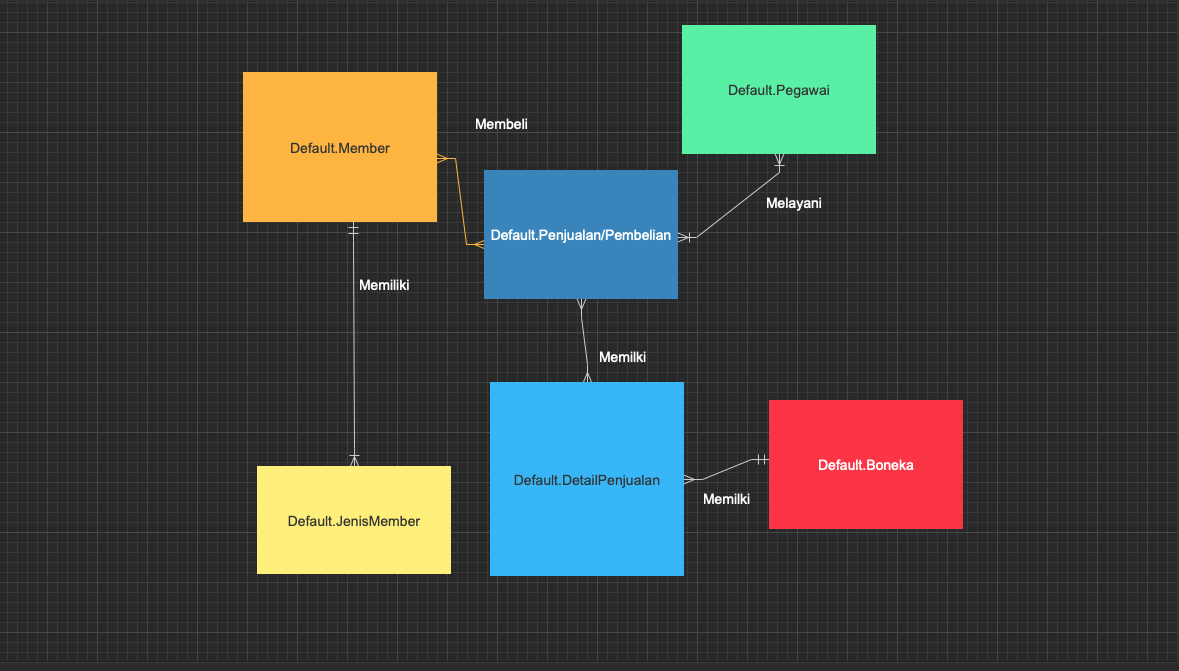 Default.Pegawai
Default.Member
Membeli
Melayani
Default.Penjualan/Pembelian
Memiliki
Memilki
Default.DetailPenjualan
Default.Boneka
Memilki
Default.JenisMember